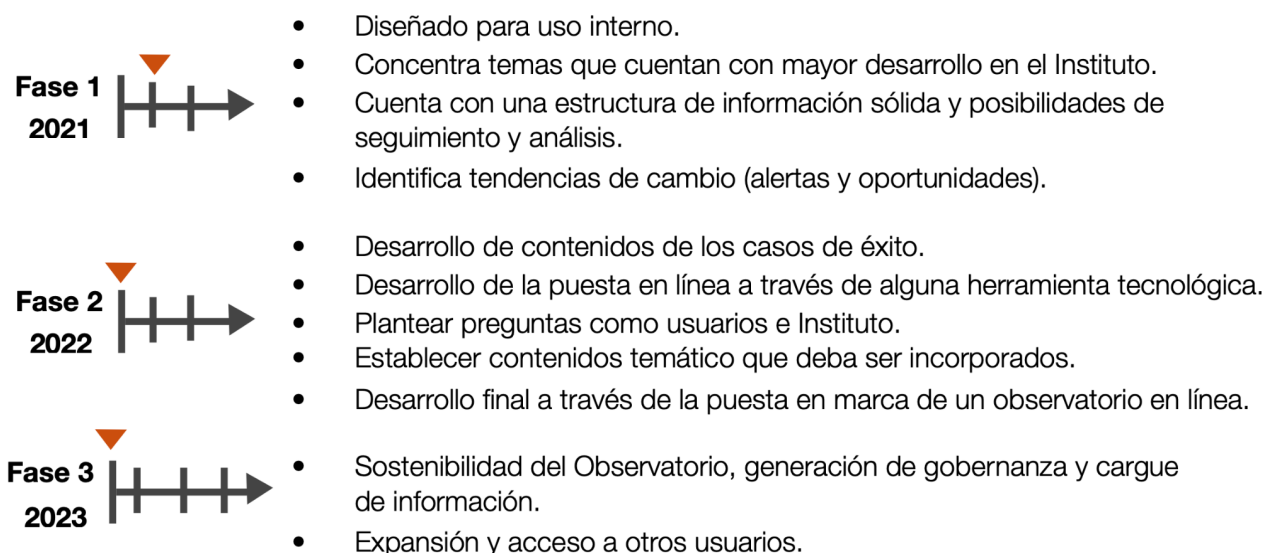 Fase 1
2021
• Diseñado para uso interno.
• Concentra temas que cuentan con mayor desarrollo en el Instituto.
• Cuenta con una estructura de información sólida y posibilidades de
seguimiento y análisis.
• Identifica tendencias de cambio (alertas y oportunidades).
Fase 2
2022
• Desarrollo de contenidos de los casos de éxito.
• Desarrollo de la puesta en línea a través de alguna herramienta tecnológica.
• Plantear preguntas como usuarios e Instituto.
• Establecer contenidos temático que deba ser incorporados.
• Desarrollo final a través de la puesta en marca de un observatorio en línea.
Fase 3
2023
• Sostenibilidad del Observatorio, generación de gobernanza y cargue
de información.
• Expansión y acceso a otros usuarios.